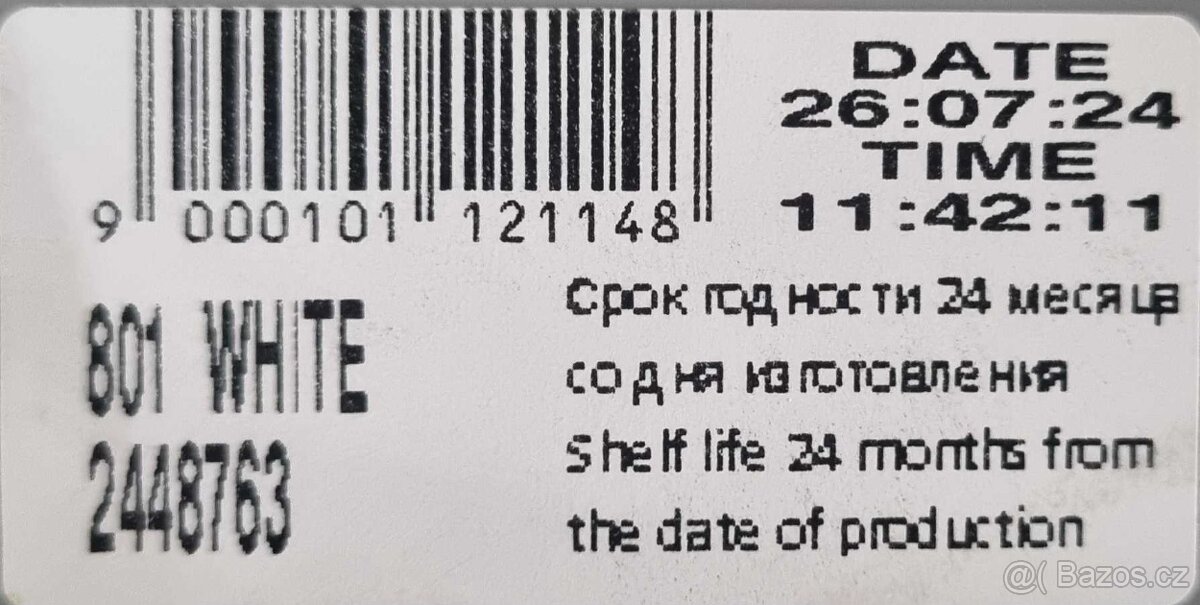 9 000101 121148
DATE
26:07:24
TIME
11:42:11
801 WHITE
2448763
Срок годности 24 месяца
со дня изготовления
Shelf life 24 months from
the date of production
@( Bazos.cz